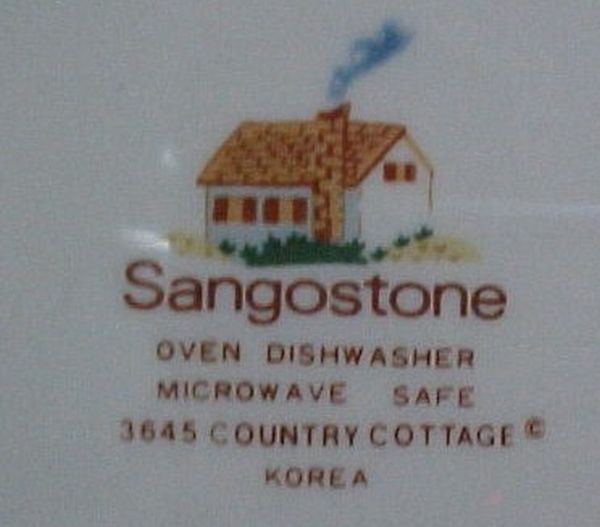 Sangostone
OVEN DISHWASHER
MICROWAVE SAFE
3645 COUNTRY COTTAGE ©
KOREA